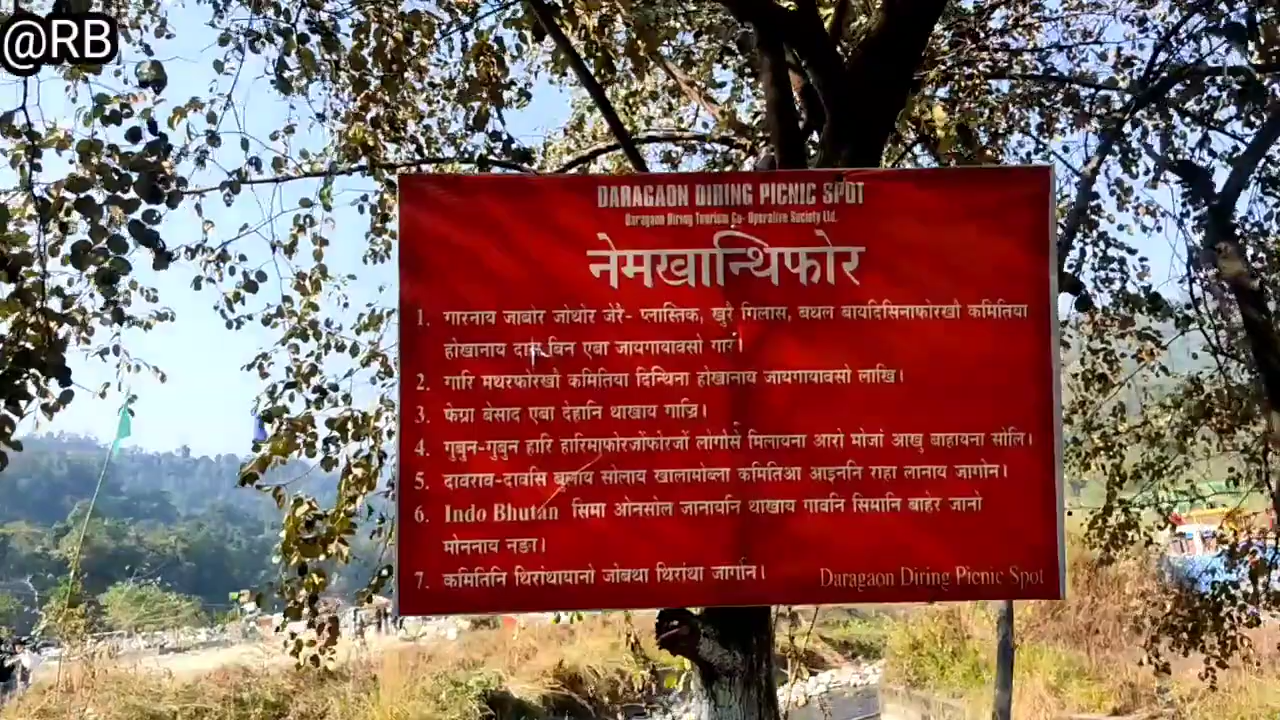 @RB
DARAGAON DIRING PICNIC SPOT
Daragaon Diring Tourism Co- Operative Society Ltd.
नेमखान्थिफोर
1. गारनाय जाबोर जोथोर जेरै- प्लास्तिक, खुरै गिलास, बथल बायदिसिनाफोरखौ कमितिया
होखानाय दास्बिन एबा जायगायावसो गारं।
2. गारि मथरफोरखौ कमितिया दिन्थिना होखानाय जायगायावसो लाखि।
3. फेग्रा बेसाद एबा देहानि थाखाय गाज्रि।
4. गुबुन-गुबुन हारि हारिमाफोरजोंफोरजों लोगोसे मिलायना आरो मोजां आखु बाहायना सोलि।
5. दावराव-दावसि बुलाय सोलाय खालामोब्ला कमितिआ आइननि राहा लानाय जागोन।
6. Indo Bhutan सिमा ओनसोल जानायनि थाखाय गावनि सिमानि बाहेर जानो
मोननाय नङा।
7. कमितिनि थिरांथायानो जोबथा थिरांथा जागोन।
Daragaon Diring Picnic Spot